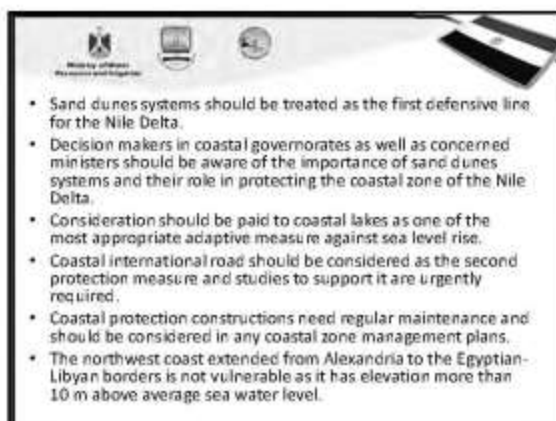 Ministry of Water
Resources and Irrigation
• Sand dunes systems should be treated as the first defensive line
for the Nile Delta.
• Decision makers in coastal governorates as well as concerned
ministers should be aware of the importance of sand dunes
systems and their role in protecting the coastal zone of the Nile
Delta.
• Consideration should be paid to coastal lakes as one of the
most appropriate adaptive measure against sea level rise.
• Coastal international road should be considered as the second
protection measure and studies to support it are urgently
required.
• Coastal protection constructions need regular maintenance and
should be considered in any coastal zone management plans.
• The northwest coast extended from Alexandria to the Egyptian-
Libyan borders is not vulnerable as it has elevation more than
10 m above average sea water level.